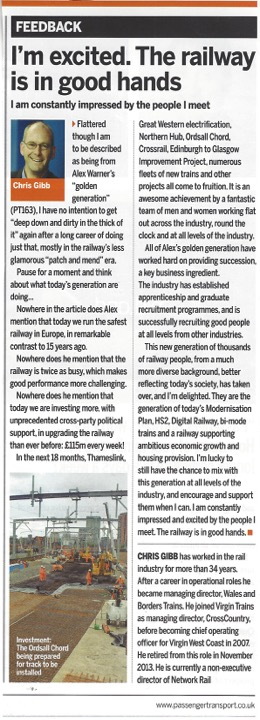 FEEDBACK
I'm excited. The railway
is in good hands
I am constantly impressed by the people I meet
Chris Gibb
Flattered
though I am
to be described
as being from
Alex Warner's
"golden
generation"
(PT163), I have no intention to get
"deep down and dirty in the thick of
it" again after a long career of doing
just that, mostly in the railway's less
glamorous "patch and mend" era.
Pause for a moment and think
about what today's generation are
doing...
Nowhere in the article does Alex
mention that today we run the safest
railway in Europe, in remarkable
contrast to 15 years ago.
Nowhere does he mention that the
railway is twice as busy, which makes
good performance more challenging.
Nowhere does he mention that
today we are investing more, with
unprecedented cross-party political
support, in upgrading the railway
than ever before: £115m every week!
In the next 18 months, Thameslink,
Great Western electrification,
Northern Hub, Ordsall Chord,
Crossrail, Edinburgh to Glasgow
Improvement Project, numerous
fleets of new trains and other
projects all come to fruition. It is an
awesome achievement by a fantastic
team of men and women working flat
out across the industry, round the
clock and at all levels of the industry.
All of Alex's golden generation have
worked hard on providing succession,
a key business ingredient.
The industry has established
apprenticeship and graduate
recruitment programmes, and is
successfully recruiting good people
at all levels from other industries.
This new generation of thousands
of railway people, from a much
more diverse background, better
reflecting today's society, has taken
over, and I'm delighted. They are the
generation of today's Modernisation
Plan, HS2, Digital Railway, bi-mode
trains and a railway supporting
ambitious economic growth and
housing provision. I'm lucky to
still have the chance to mix with
this generation at all levels of the
industry, and encourage and support
them when I can. I am constantly
impressed and excited by the people I
meet. The railway is in good hands.
Investment:
The Ordsall Chord
being prepared
for track to be
installed
CHRIS GIBB has worked in the rail
industry for more than 34 years.
After a career in operational roles he
became managing director, Wales and
Borders Trains. He joined Virgin Trains
as managing director, CrossCountry,
before becoming chief operating
officer for Virgin West Coast in 2007.
He retired from this role in November
2013. He is currently a non-executive
director of Network Rail
www.passengertransport.co.uk